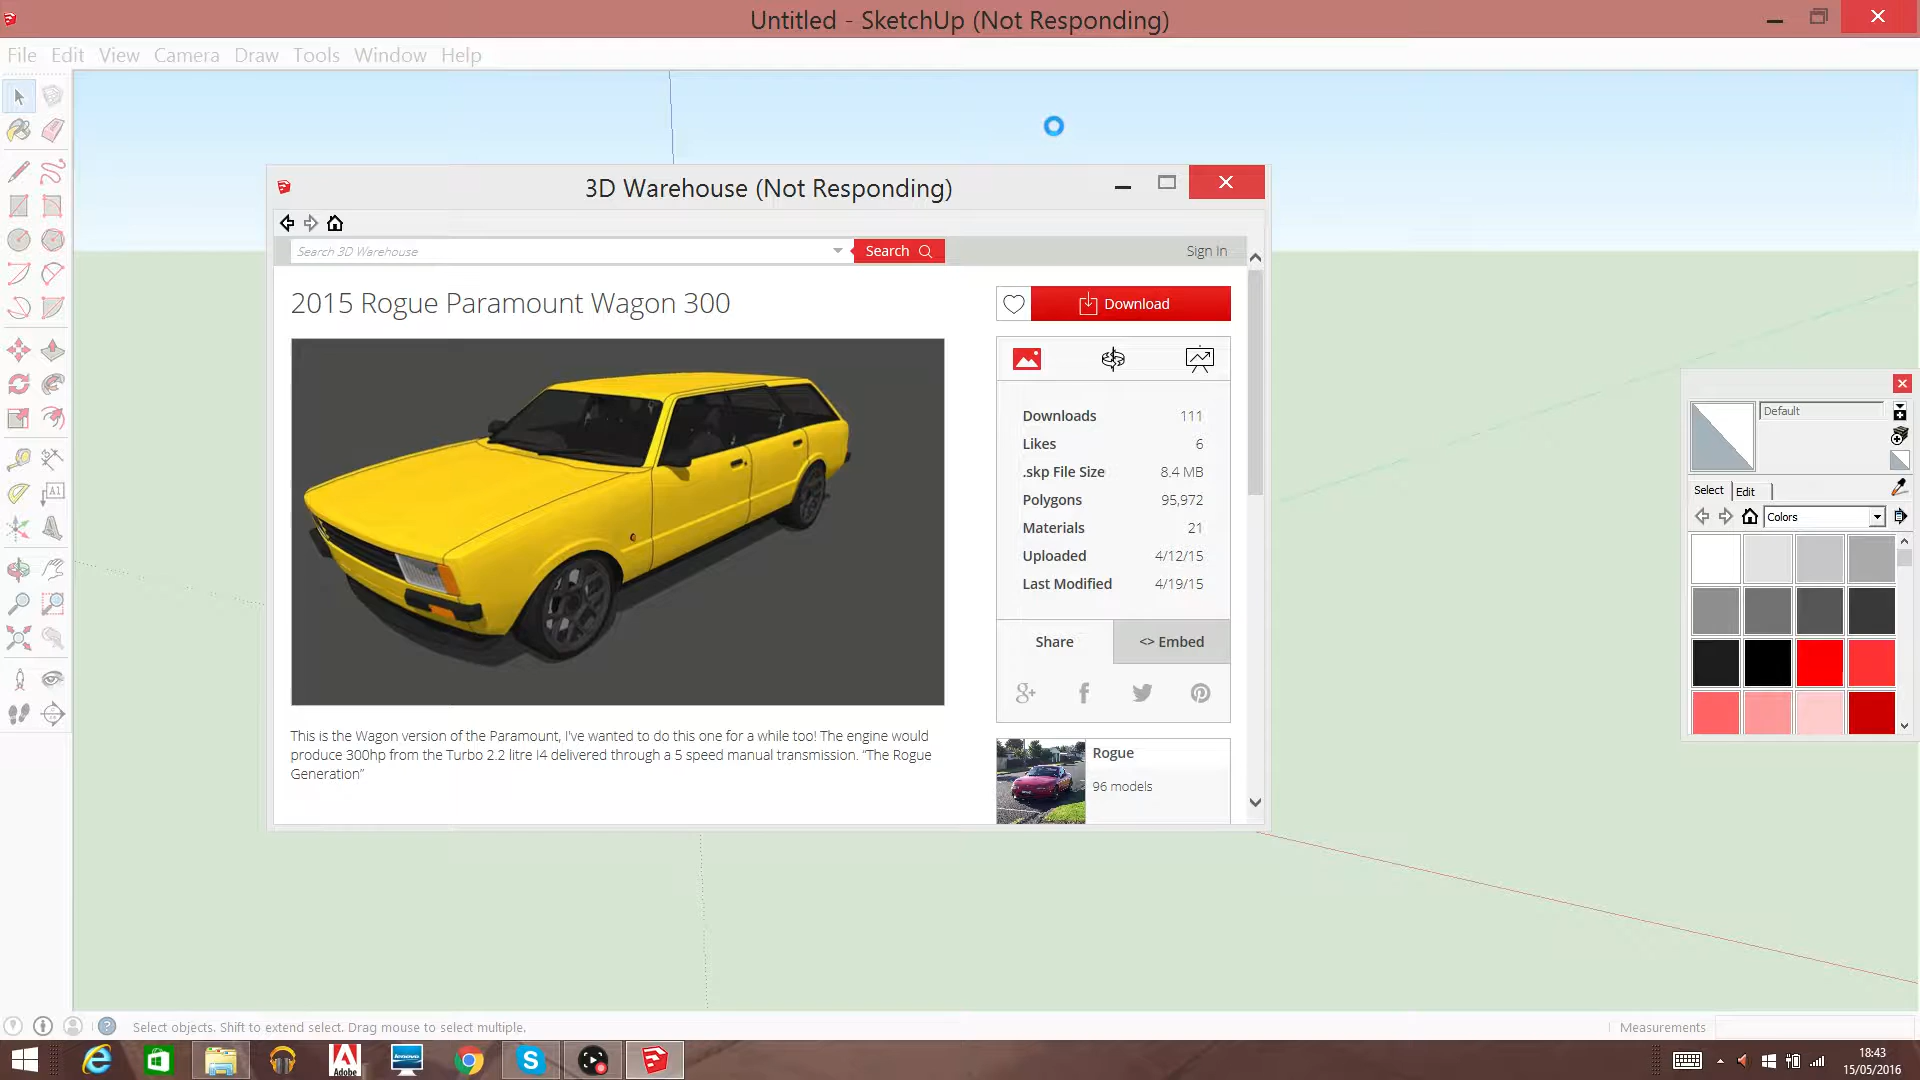 Untitled - SketchUp (Not Responding)
File Edit View Camera Draw Tools Window Help
3D Warehouse (Not Responding)
Search 3D Warehouse
Search
Sign In
2015 Rogue Paramount Wagon 300
Download
Downloads 111
Likes 6
.skp File Size 8.4 MB
Polygons 95,972
Materials 21
Uploaded 4/12/15
Last Modified 4/19/15
Share
<> Embed
g+
This is the Wagon version of the Paramount, I've wanted to do this one for a while too! The engine would
produce 300hp from the Turbo 2.2 litre I4 delivered through a 5 speed manual transmission. “The Rogue
Generation”
Rogue
96 models
Default
Select Edit
Colors
A1
Select objects. Shift to extend select. Drag mouse to select multiple.
Measurements
Adobe
lenovo
18:43
15/05/2016